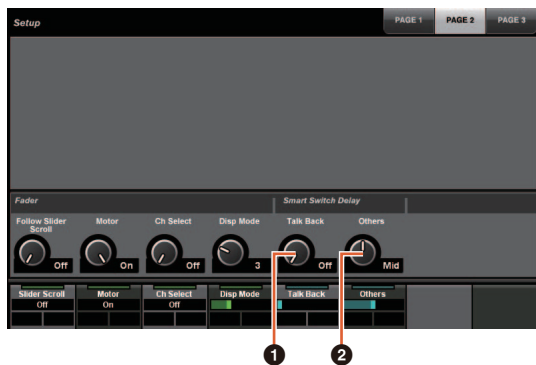 Setup
PAGE 1 PAGE 2 PAGE 3
Fader Smart Switch Delay
Follow Slider Scroll Motor Ch Select Disp Mode Talk Back Others
Off On Off 3 Off Mid
Slider Scroll Motor Ch Select Disp Mode Talk Back Others
Off On Off
1 2